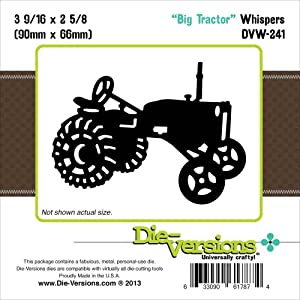 3 9/16 x 2 5/8
(90mm x 66mm)
"Big Tractor" Whispers
DVW-241
Not shown actual size.
Die-
Versions™
Universally crafty!
This package contains a fabulous, metal, personal-use die.
Die-Versions dies are compatible with virtually all die-cutting tools
Proudly Made in the U.S.A.
www.Die-Versions.com © 2013
6 33090 61787 4